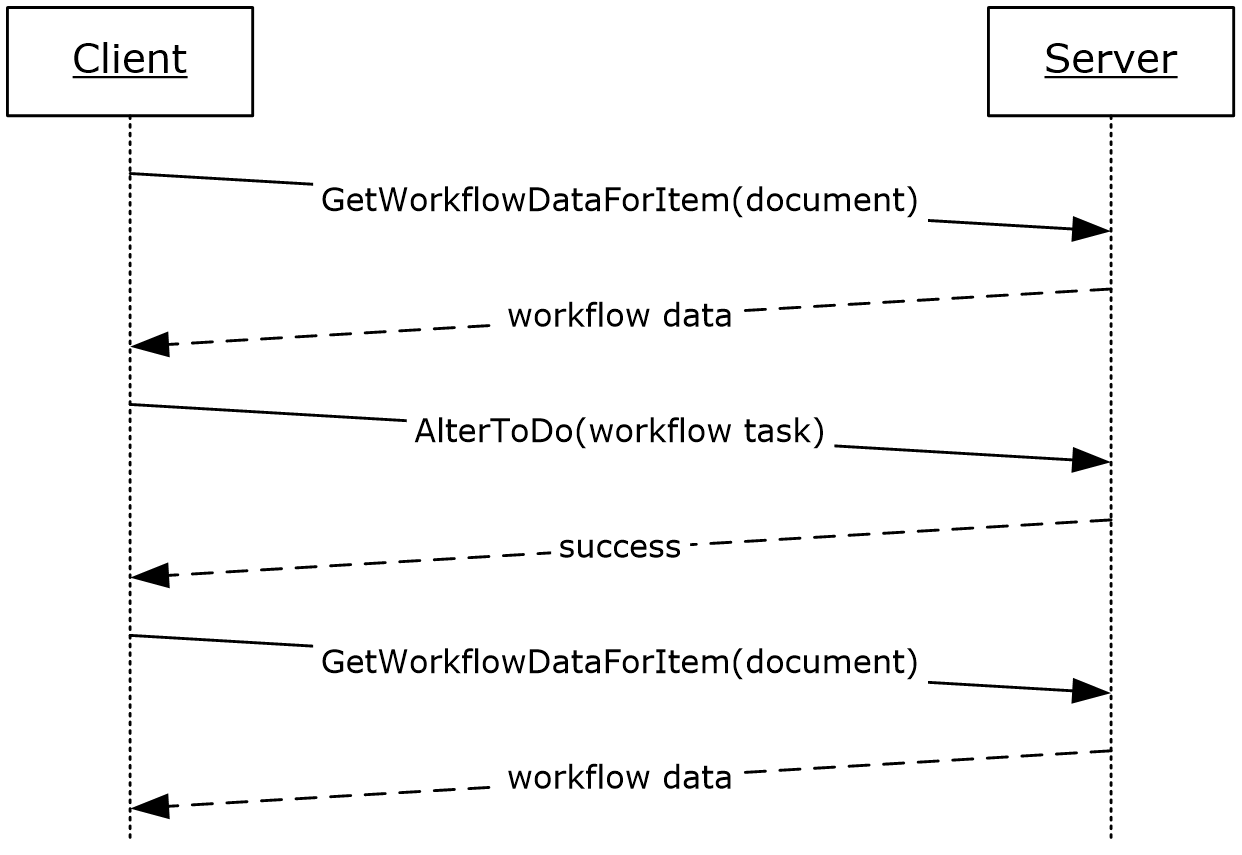 Client
Server
GetWorkflowDataForItem(document)
workflow data
AlterToDo(workflow task)
success
GetWorkflowDataForItem(document)
workflow data